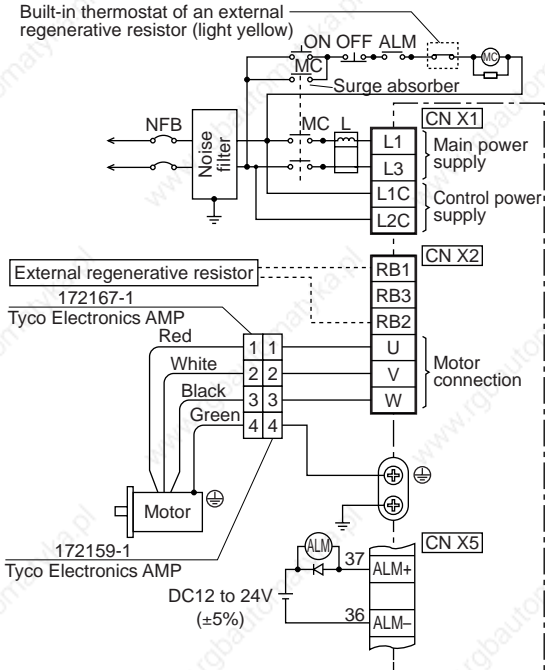 Built-in thermostat of an external
regenerative resistor (light yellow)
ON OFF ALM
MC
MC
Surge absorber
CN X1
NFB
Noise
filter
MC L
L1
Main power
supply
L3
L1C
Control power
supply
L2C
CN X2
External regenerative resistor
RB1
RB3
RB2
172167-1
Tyco Electronics AMP
Red
1 1
U
White
2 2
V
Motor
connection
Black
3 3
W
Green
4 4
Motor
172159-1
Tyco Electronics AMP
CN X5
ALM
37
ALM+
DC12 to 24V
(±5%)
36
ALM–
www.rgbautomatyka.pl